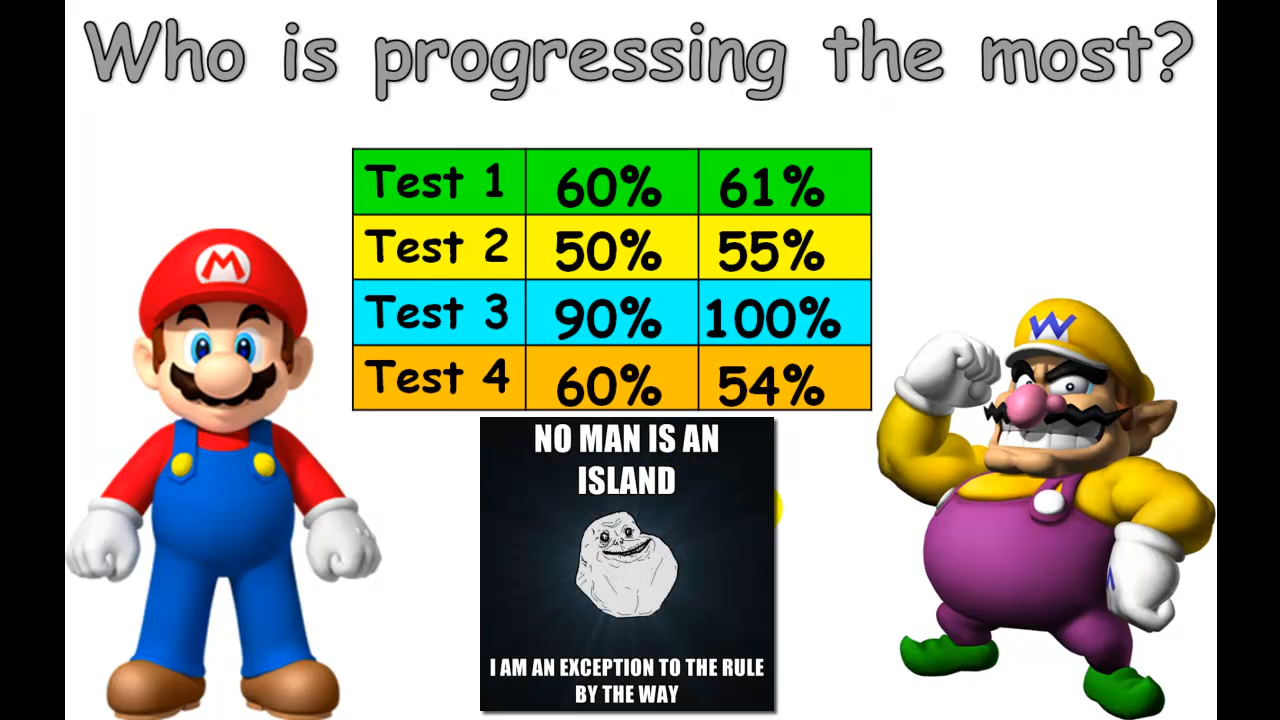 Who is progressing the most?
Test 1 60% 61%
Test 2 50% 55%
Test 3 90% 100%
Test 4 60% 54%
M
W
NO MAN IS AN
ISLAND
I AM AN EXCEPTION TO THE RULE
BY THE WAY